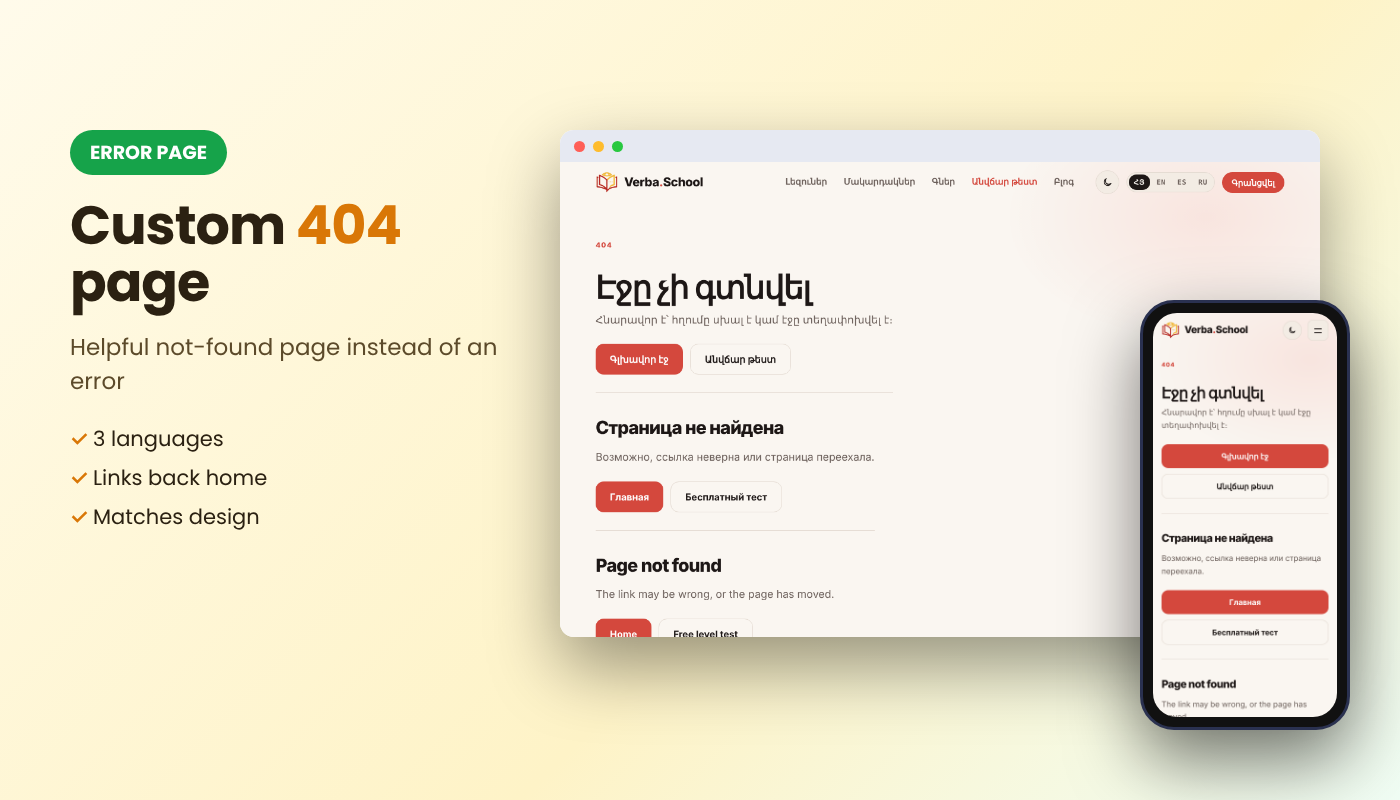 ERROR PAGE
Custom 404
page
Helpful not-found page instead of an
error
3 languages
Links back home
Matches design
Verba.School
Լեզուներ Մակարդակներ Գներ Անվճար թեստ Բլոգ ՀՅ EN ES RU Գրանցվել
404
Էջը չի գտնվել
Հնարավոր է՝ հղումը սխալ է կամ էջը տեղափոխվել է։
Գլխավոր էջ Անվճար թեստ
Страница не найдена
Возможно, ссылка неверна или страница переехала.
Главная Бесплатный тест
Page not found
The link may be wrong, or the page has moved.
Home Free level test
Verba.School
404
Էջը չի գտնվել
Հնարավոր է՝ հղումը սխալ է կամ էջը
տեղափոխվել է։
Գլխավոր էջ
Անվճար թեստ
Страница не найдена
Возможно, ссылка неверна или страница
переехала.
Главная
Бесплатный тест
Page not found
The link may be wrong, or the page has